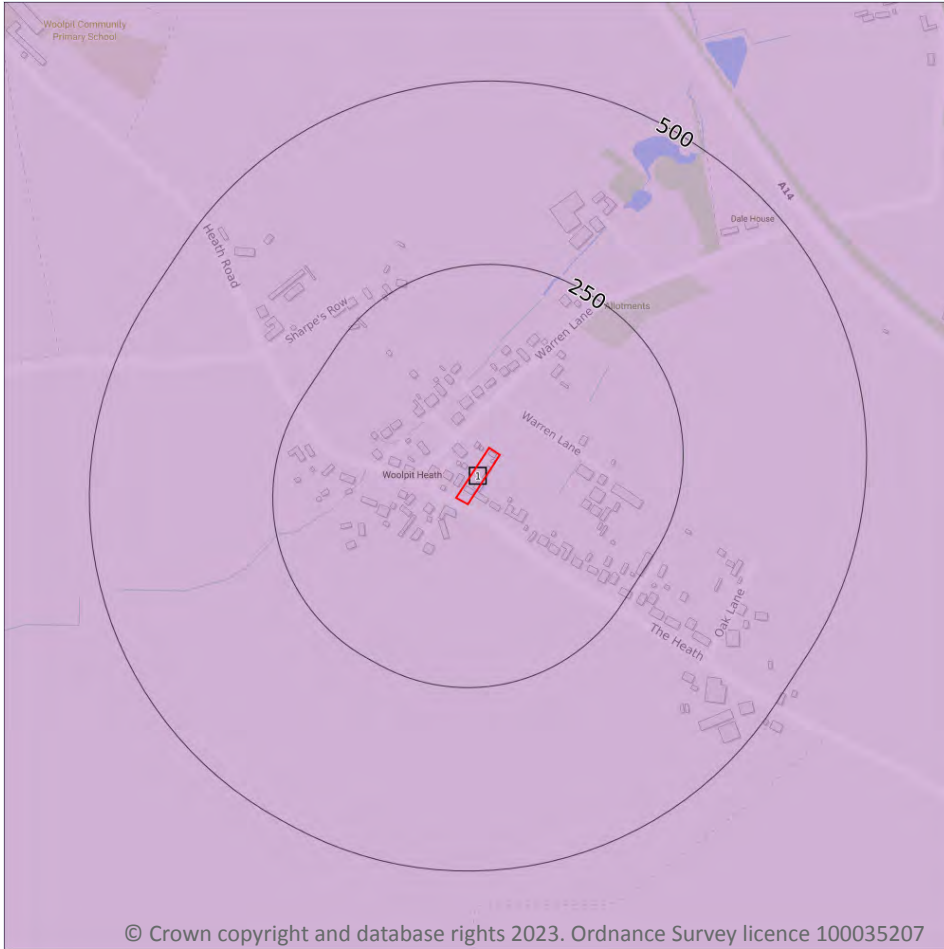 Woolpit Community
Primary School
500
A14
Dale House
Heath Road
250
Allotments
Sharpe's Row
Warren Lane
Warren Lane
Woolpit Heath
1
Oak Lane
The Heath
© Crown copyright and database rights 2023. Ordnance Survey licence 100035207